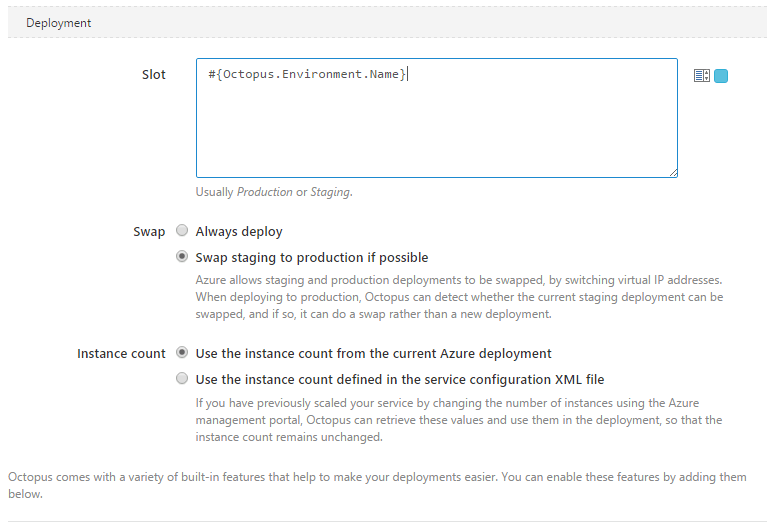 Deployment
Slot
#{Octopus.Environment.Name}
Usually Production or Staging.
Swap
Always deploy
Swap staging to production if possible
Azure allows staging and production deployments to be swapped, by switching virtual IP addresses.
When deploying to production, Octopus can detect whether the current staging deployment can be
swapped, and if so, it can do a swap rather than a new deployment.
Instance count
Use the instance count from the current Azure deployment
Use the instance count defined in the service configuration XML file
If you have previously scaled your service by changing the number of instances using the Azure
management portal, Octopus can retrieve these values and use them in the deployment, so that the
instance count remains unchanged.
Octopus comes with a variety of built-in features that help to make your deployments easier. You can enable these features by adding them
below.